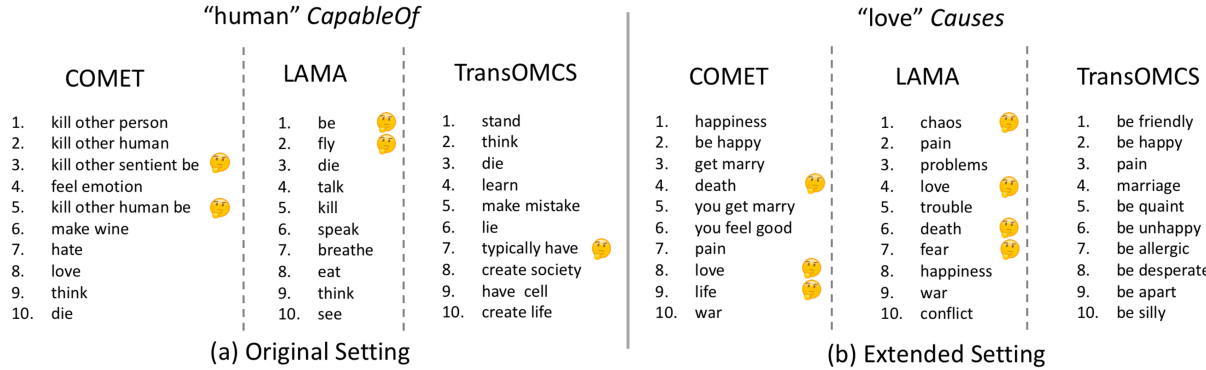 “human” CapableOf
COMET
1. kill other person
2. kill other human
3. kill other sentient be
4. feel emotion
5. kill other human be
6. make wine
7. hate
8. love
9. think
10. die
LAMA
1. be
2. fly
3. die
4. talk
5. kill
6. speak
7. breathe
8. eat
9. think
10. see
TransOMCS
1. stand
2. think
3. die
4. learn
5. make mistake
6. lie
7. typically have
8. create society
9. have cell
10. create life
(a) Original Setting
“love” Causes
COMET
1. happiness
2. be happy
3. get marry
4. death
5. you get marry
6. you feel good
7. pain
8. love
9. life
10. war
LAMA
1. chaos
2. pain
3. problems
4. love
5. trouble
6. death
7. fear
8. happiness
9. war
10. conflict
TransOMCS
1. be friendly
2. be happy
3. pain
4. marriage
5. be quaint
6. be unhappy
7. be allergic
8. be desperate
9. be apart
10. be silly
(b) Extended Setting